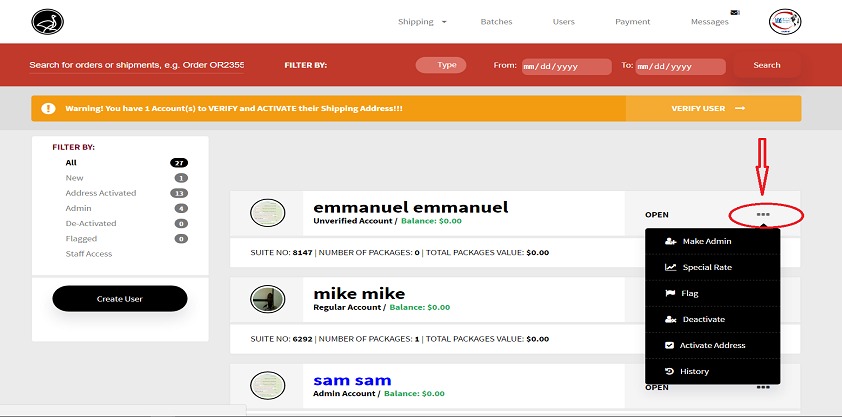 Shipping
Batches
Users
Payment
Messages
Search for orders or shipments, e.g. Order OR2355
FILTER BY:
Type
From: mm/dd/yyyy
To: mm/dd/yyyy
Search
Warning! You have 1 Account(s) to VERIFY and ACTIVATE their Shipping Address!!!
VERIFY USER
FILTER BY:
All 27
New 1
Address Activated 13
Admin 4
De-Activated 0
Flagged 0
Staff Access
Create User
emmanuel emmanuel
Unverified Account / Balance: $0.00
OPEN
SUITE NO: 8147 | NUMBER OF PACKAGES: 0 | TOTAL PACKAGES VALUE: $0.00
Make Admin
Special Rate
Flag
Deactivate
Activate Address
History
mike mike
Regular Account / Balance: $0.00
SUITE NO: 6292 | NUMBER OF PACKAGES: 1 | TOTAL PACKAGES VALUE: $0.00
sam sam
Admin Account / Balance: $0.00
OPEN